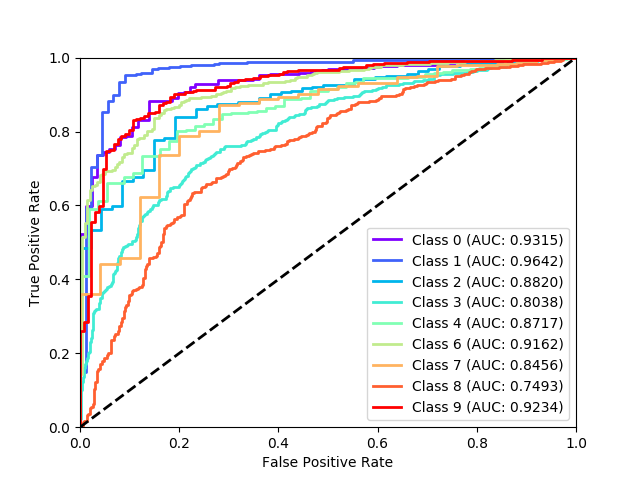 1.0
0.8
0.6
0.4
0.2
0.0
True Positive Rate
0.0 0.2 0.4 0.6 0.8 1.0
False Positive Rate
Class 0 (AUC: 0.9315)
Class 1 (AUC: 0.9642)
Class 2 (AUC: 0.8820)
Class 3 (AUC: 0.8038)
Class 4 (AUC: 0.8717)
Class 6 (AUC: 0.9162)
Class 7 (AUC: 0.8456)
Class 8 (AUC: 0.7493)
Class 9 (AUC: 0.9234)